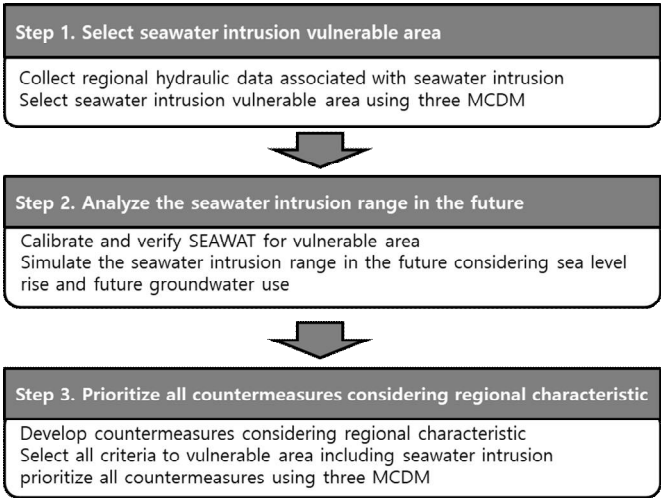 Step 1. Select seawater intrusion vulnerable area
Collect regional hydraulic data associated with seawater intrusion
Select seawater intrusion vulnerable area using three MCDM
Step 2. Analyze the seawater intrusion range in the future
Calibrate and verify SEAWAT for vulnerable area
Simulate the seawater intrusion range in the future considering sea level
rise and future groundwater use
Step 3. Prioritize all countermeasures considering regional characteristic
Develop countermeasures considering regional characteristic
Select all criteria to vulnerable area including seawater intrusion
prioritize all countermeasures using three MCDM